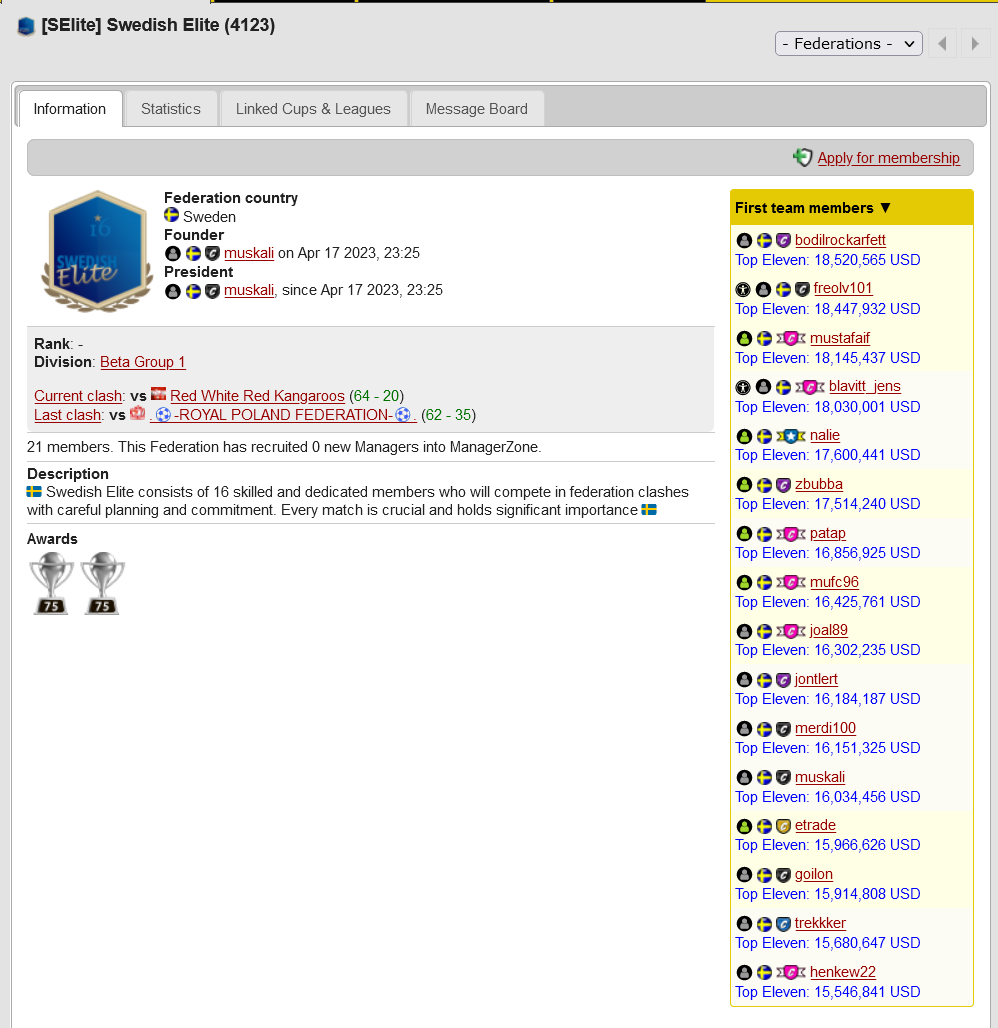 [SElite] Swedish Elite (4123)
- Federations -
Information
Statistics
Linked Cups & Leagues
Message Board
Apply for membership
16
SWEDISH
Elite
Federation country
Sweden
Founder
muskali on Apr 17 2023, 23:25
President
muskali, since Apr 17 2023, 23:25
Rank: -
Division: Beta Group 1
Current clash: vs Red White Red Kangaroos (64 - 20)
Last clash: vs . ⚽-ROYAL POLAND FEDERATION-⚽. (62 - 35)
21 members. This Federation has recruited 0 new Managers into ManagerZone.
Description
🇸🇪 Swedish Elite consists of 16 skilled and dedicated members who will compete in federation clashes
with careful planning and commitment. Every match is crucial and holds significant importance 🇸🇪
Awards
75
75
First team members ▼
bodilrockarfett
Top Eleven: 18,520,565 USD
freolv101
Top Eleven: 18,447,932 USD
mustafaif
Top Eleven: 18,145,437 USD
blavitt_jens
Top Eleven: 18,030,001 USD
nalie
Top Eleven: 17,600,441 USD
zbubba
Top Eleven: 17,514,240 USD
patap
Top Eleven: 16,856,925 USD
mufc96
Top Eleven: 16,425,761 USD
joal89
Top Eleven: 16,302,235 USD
jontlert
Top Eleven: 16,184,187 USD
merdi100
Top Eleven: 16,151,325 USD
muskali
Top Eleven: 16,034,456 USD
etrade
Top Eleven: 15,966,626 USD
goilon
Top Eleven: 15,914,808 USD
trekkker
Top Eleven: 15,680,647 USD
henkew22
Top Eleven: 15,546,841 USD